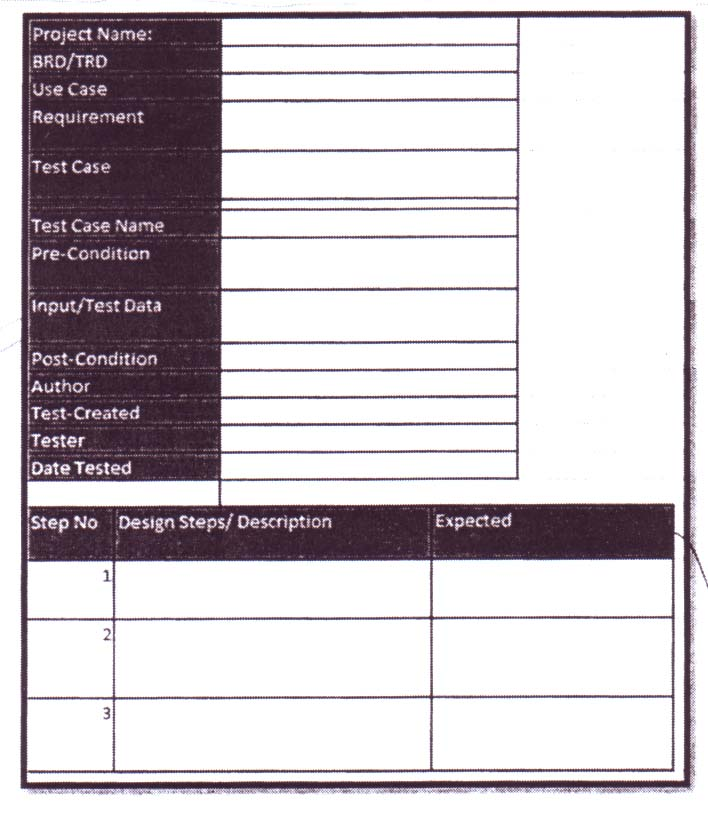 Project Name:
BRD/TRD
Use Case
Requirement
Test Case
Test Case Name
Pre-Condition
Input/Test Data
Post-Condition
Author
Test-Created
Tester
Date Tested
Step No Design Steps/ Description Expected
1
2
3